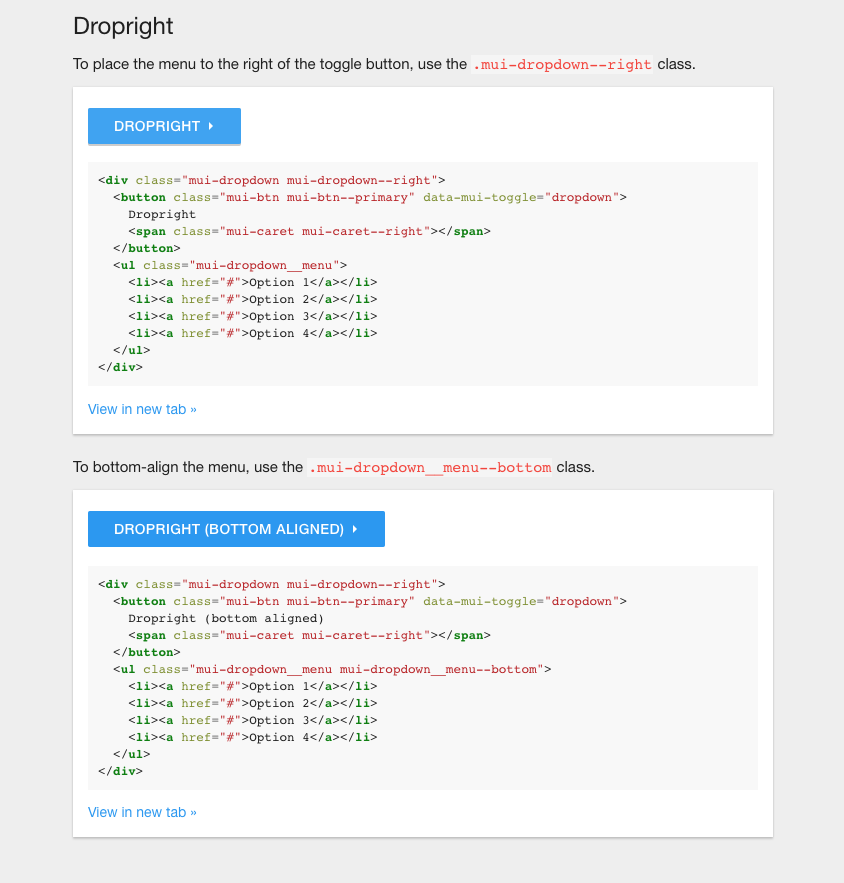 Dropright
To place the menu to the right of the toggle button, use the .mui-dropdown--right class.
DROPRIGHT
<div class="mui-dropdown mui-dropdown--right">
  <button class="mui-btn mui-btn--primary" data-mui-toggle="dropdown">
    Dropright
    <span class="mui-caret mui-caret--right"></span>
  </button>
  <ul class="mui-dropdown__menu">
    <li><a href="#">Option 1</a></li>
    <li><a href="#">Option 2</a></li>
    <li><a href="#">Option 3</a></li>
    <li><a href="#">Option 4</a></li>
  </ul>
</div>
View in new tab »
To bottom-align the menu, use the .mui-dropdown__menu--bottom class.
DROPRIGHT (BOTTOM ALIGNED)
<div class="mui-dropdown mui-dropdown--right">
  <button class="mui-btn mui-btn--primary" data-mui-toggle="dropdown">
    Dropright (bottom aligned)
    <span class="mui-caret mui-caret--right"></span>
  </button>
  <ul class="mui-dropdown__menu mui-dropdown__menu--bottom">
    <li><a href="#">Option 1</a></li>
    <li><a href="#">Option 2</a></li>
    <li><a href="#">Option 3</a></li>
    <li><a href="#">Option 4</a></li>
  </ul>
</div>
View in new tab »